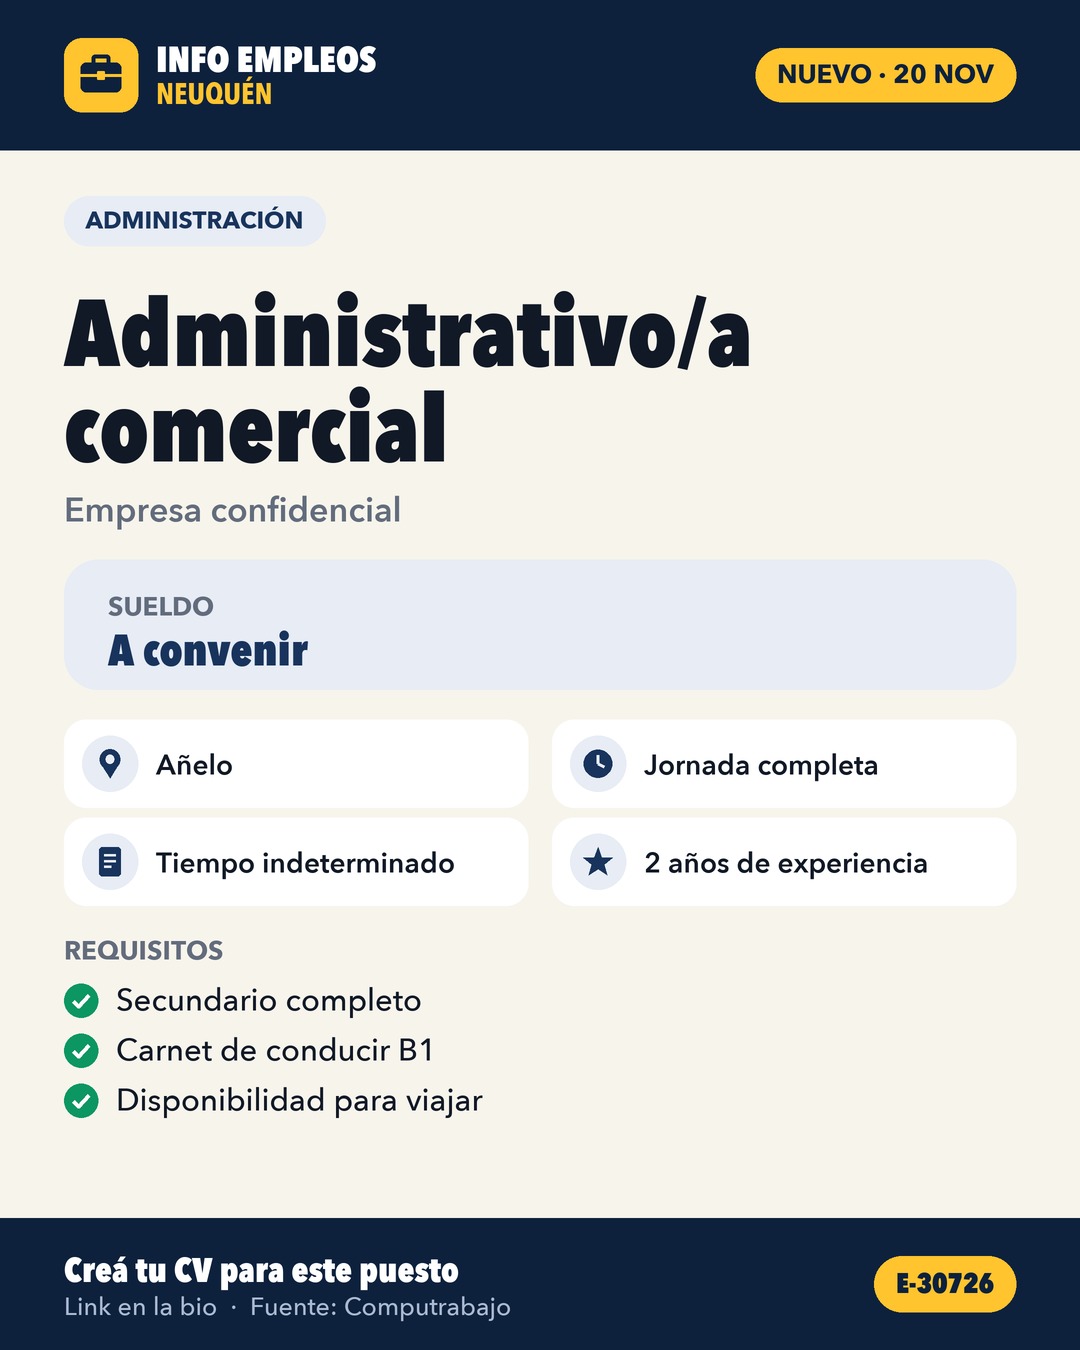 INFO EMPLEOS
NEUQUÉN
NUEVO · 20 NOV
ADMINISTRACIÓN
Administrativo/a
comercial
Empresa confidencial
SUELDO
A convenir
Añelo
Jornada completa
Tiempo indeterminado
2 años de experiencia
REQUISITOS
Secundario completo
Carnet de conducir B1
Disponibilidad para viajar
Creá tu CV para este puesto
Link en la bio · Fuente: Computrabajo
E-30726